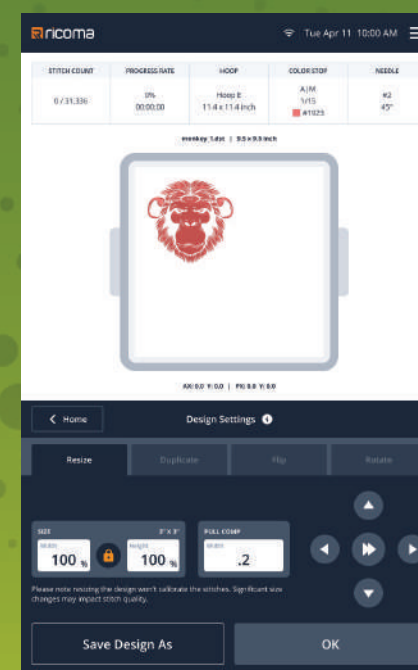 ricoma
Tue Apr 11 10:00 AM
STITCH COUNT PROGRESS RATE HOOP COLOR STOP NEEDLE
0 / 31,336 0% 00:00:00 Hoop E 11.4 x 11.4 inch A|M 1/15 #1925 #2 45°
monkey_1.dst | 9.5 x 9.9 inch
AX: 0.0 Y: 0.0 | PX: 0.0 Y: 0.0
Home Design Settings
Resize Duplicate Flip Rotate
SIZE 3" X 3" PULL COMP
Width Height Width
100 % 100 % .2
Please note resizing the design won't calibrate the stitches. Significant size
changes may impact stitch quality.
Save Design As OK